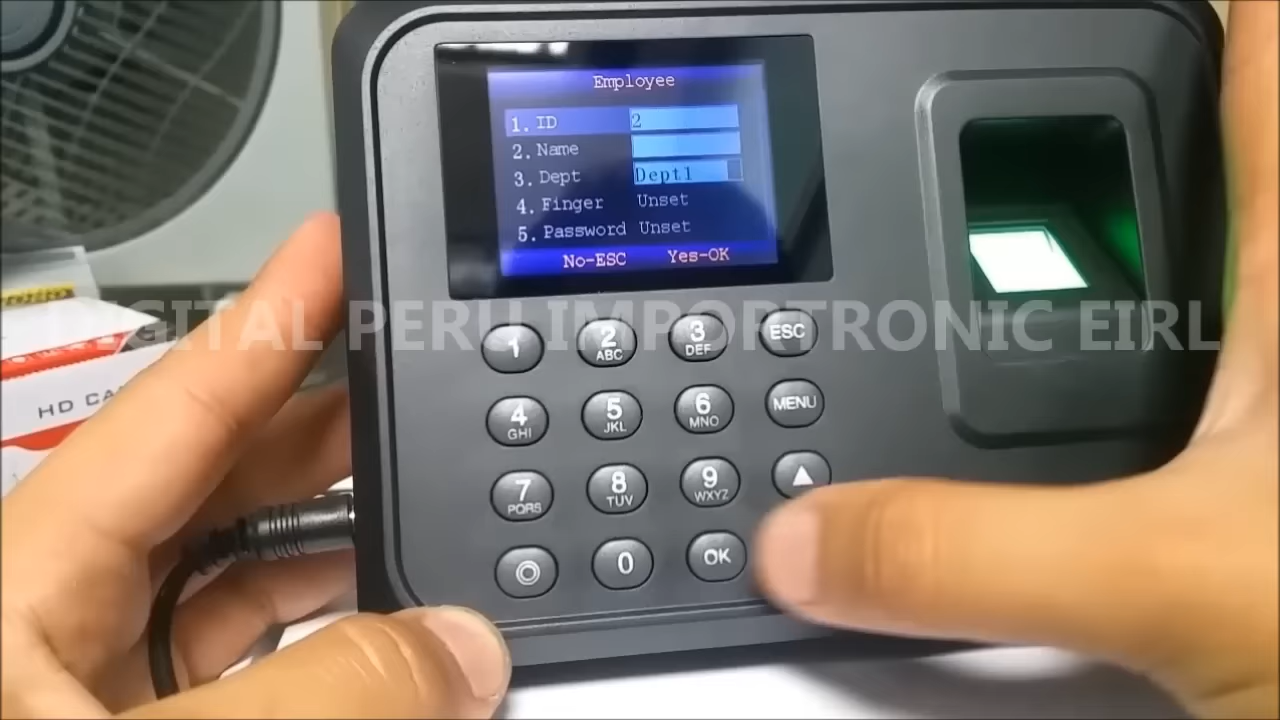 Employee
1. ID 2
2. Name
3. Dept Dept1
4. Finger Unset
5. Password Unset
No-ESC Yes-OK
DIGITAL PERU IMPORTRONIC EIRL
HD CA
1 2 ABC 3 DEF ESC
4 GHI 5 JKL 6 MNO MENU
7 PQRS 8 TUV 9 WXYZ ▲
0 OK